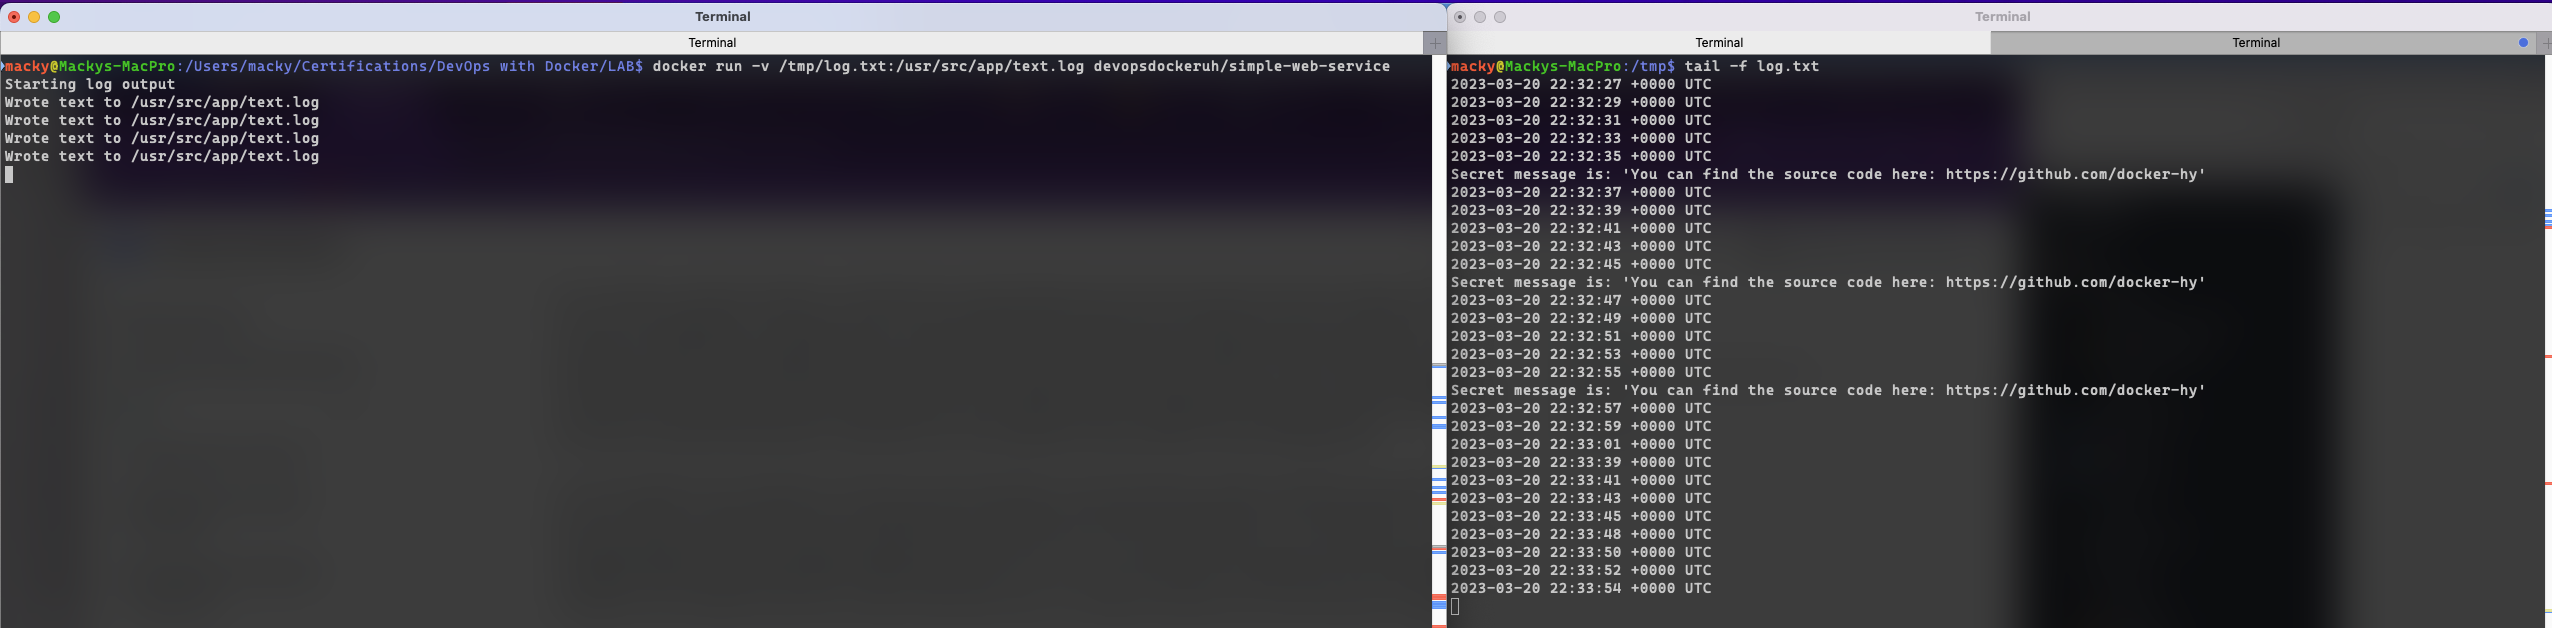 Terminal
Terminal
macky@Mackys-MacPro:/Users/macky/Certifications/DevOps with Docker/LAB$ docker run -v /tmp/log.txt:/usr/src/app/text.log devopsdockeruh/simple-web-service
Starting log output
Wrote text to /usr/src/app/text.log
Wrote text to /usr/src/app/text.log
Wrote text to /usr/src/app/text.log
Wrote text to /usr/src/app/text.log
Terminal
Terminal
Terminal
macky@Mackys-MacPro:/tmp$ tail -f log.txt
2023-03-20 22:32:27 +0000 UTC
2023-03-20 22:32:29 +0000 UTC
2023-03-20 22:32:31 +0000 UTC
2023-03-20 22:32:33 +0000 UTC
2023-03-20 22:32:35 +0000 UTC
Secret message is: 'You can find the source code here: https://github.com/docker-hy'
2023-03-20 22:32:37 +0000 UTC
2023-03-20 22:32:39 +0000 UTC
2023-03-20 22:32:41 +0000 UTC
2023-03-20 22:32:43 +0000 UTC
2023-03-20 22:32:45 +0000 UTC
Secret message is: 'You can find the source code here: https://github.com/docker-hy'
2023-03-20 22:32:47 +0000 UTC
2023-03-20 22:32:49 +0000 UTC
2023-03-20 22:32:51 +0000 UTC
2023-03-20 22:32:53 +0000 UTC
2023-03-20 22:32:55 +0000 UTC
Secret message is: 'You can find the source code here: https://github.com/docker-hy'
2023-03-20 22:32:57 +0000 UTC
2023-03-20 22:32:59 +0000 UTC
2023-03-20 22:33:01 +0000 UTC
2023-03-20 22:33:39 +0000 UTC
2023-03-20 22:33:41 +0000 UTC
2023-03-20 22:33:43 +0000 UTC
2023-03-20 22:33:45 +0000 UTC
2023-03-20 22:33:48 +0000 UTC
2023-03-20 22:33:50 +0000 UTC
2023-03-20 22:33:52 +0000 UTC
2023-03-20 22:33:54 +0000 UTC